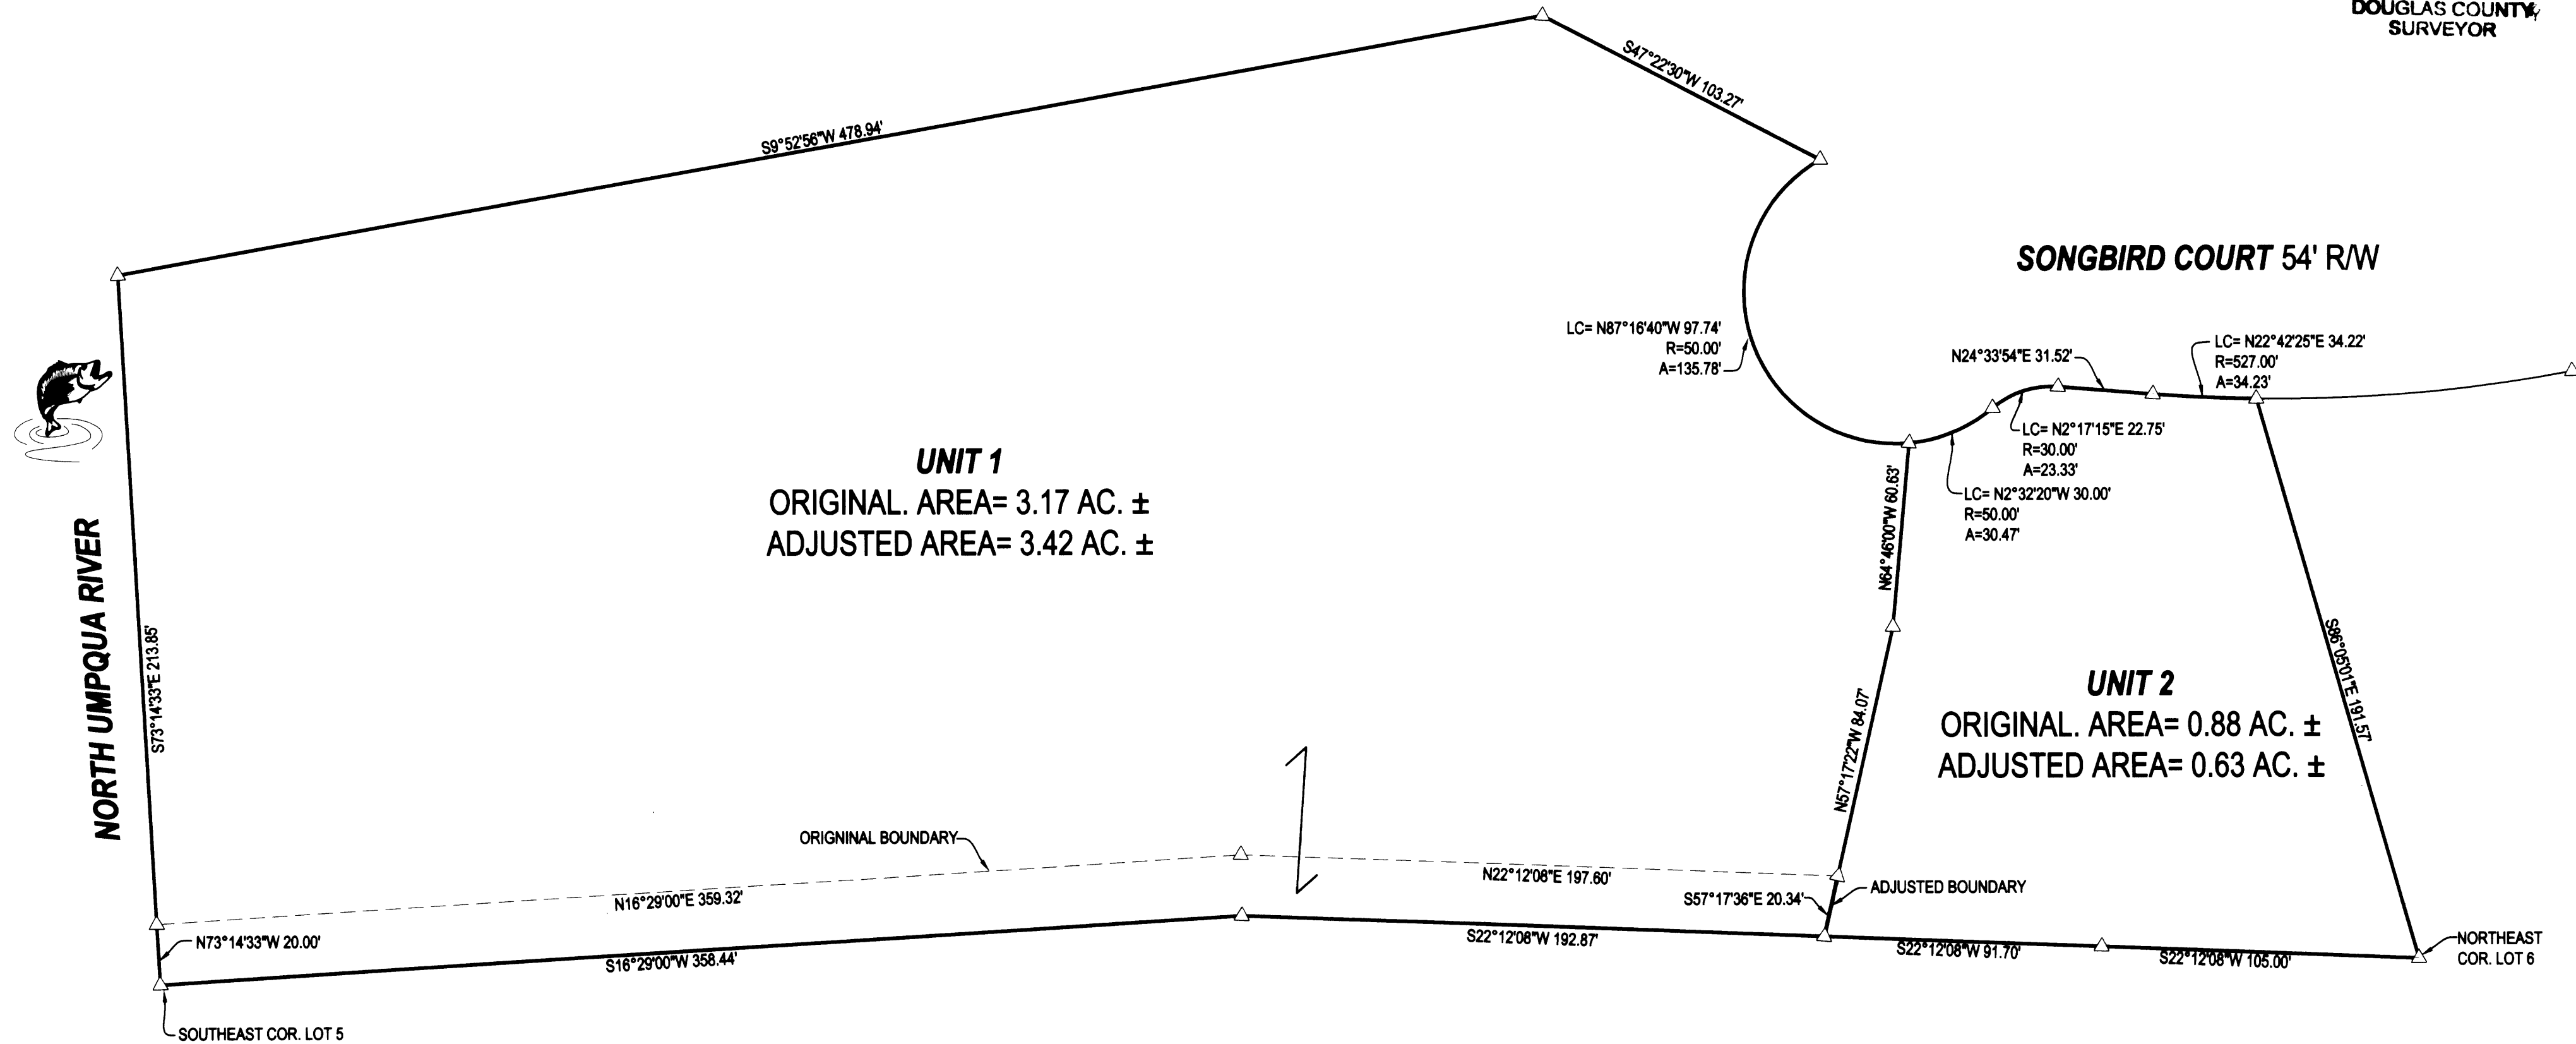 DOUGLAS COUNTY
SURVEYOR
S47°22'30"W 103.27'
S9°52'56"W 478.94'
SONGBIRD COURT 54' R/W
LC= N87°16'40"W 97.74'
R=50.00'
A=135.78'
N24°33'54"E 31.52'
LC= N22°42'25"E 34.22'
R=527.00'
A=34.23'
LC= N2°17'15"E 22.75'
R=30.00'
A=23.33'
LC= N2°32'20"W 30.00'
R=50.00'
A=30.47'
UNIT 1
ORIGINAL. AREA= 3.17 AC. ±
ADJUSTED AREA= 3.42 AC. ±
N64°46'00"W 60.63'
NORTH UMPQUA RIVER
S73°14'33"E 213.85'
N57°17'22"W 84.07'
UNIT 2
ORIGINAL. AREA= 0.88 AC. ±
ADJUSTED AREA= 0.63 AC. ±
S86°05'01"E 191.57'
ORIGNINAL BOUNDARY
N16°29'00"E 359.32'
N22°12'08"E 197.60'
S57°17'36"E 20.34'
ADJUSTED BOUNDARY
N73°14'33"W 20.00'
S16°29'00"W 358.44'
S22°12'08"W 192.87'
S22°12'08"W 91.70'
S22°12'08"W 105.00'
NORTHEAST
COR. LOT 6
SOUTHEAST COR. LOT 5